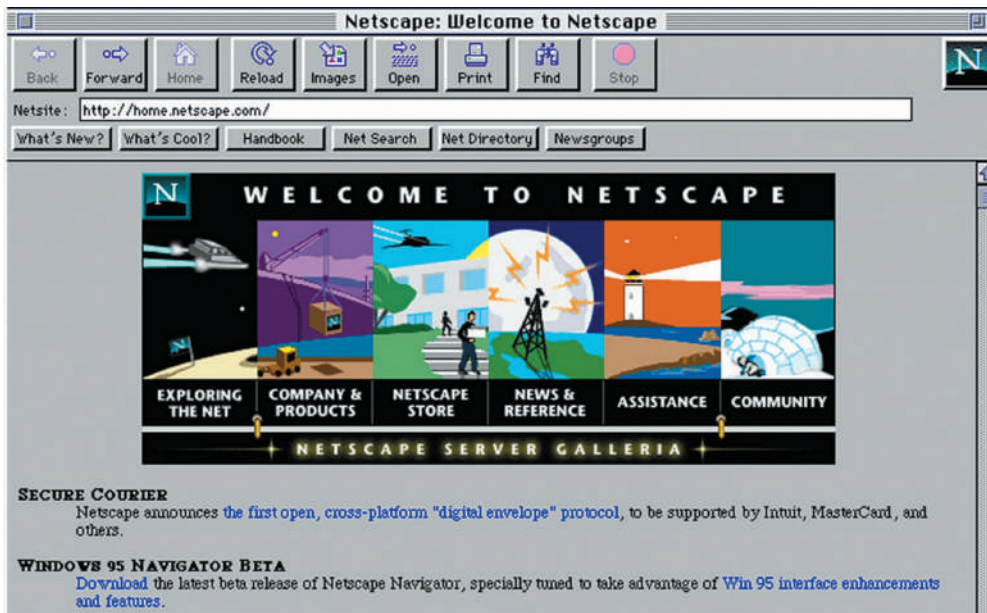 Netscape: Welcome to Netscape
Back Forward Home Reload Images Open Print Find Stop
N
Netsite: http://home.netscape.com/
What's New? What's Cool? Handbook Net Search Net Directory Newsgroups
N WELCOME TO NETSCAPE
N
N
EXPLORING THE NET
COMPANY & PRODUCTS
NETSCAPE STORE
NEWS & REFERENCE
ASSISTANCE
COMMUNITY
NETSCAPE SERVER GALLERIA
SECURE COURIER
Netscape announces the first open, cross-platform "digital envelope" protocol, to be supported by Intuit, MasterCard, and
others.
WINDOWS 95 NAVIGATOR BETA
Download the latest beta release of Netscape Navigator, specially tuned to take advantage of Win 95 interface enhancements
and features.